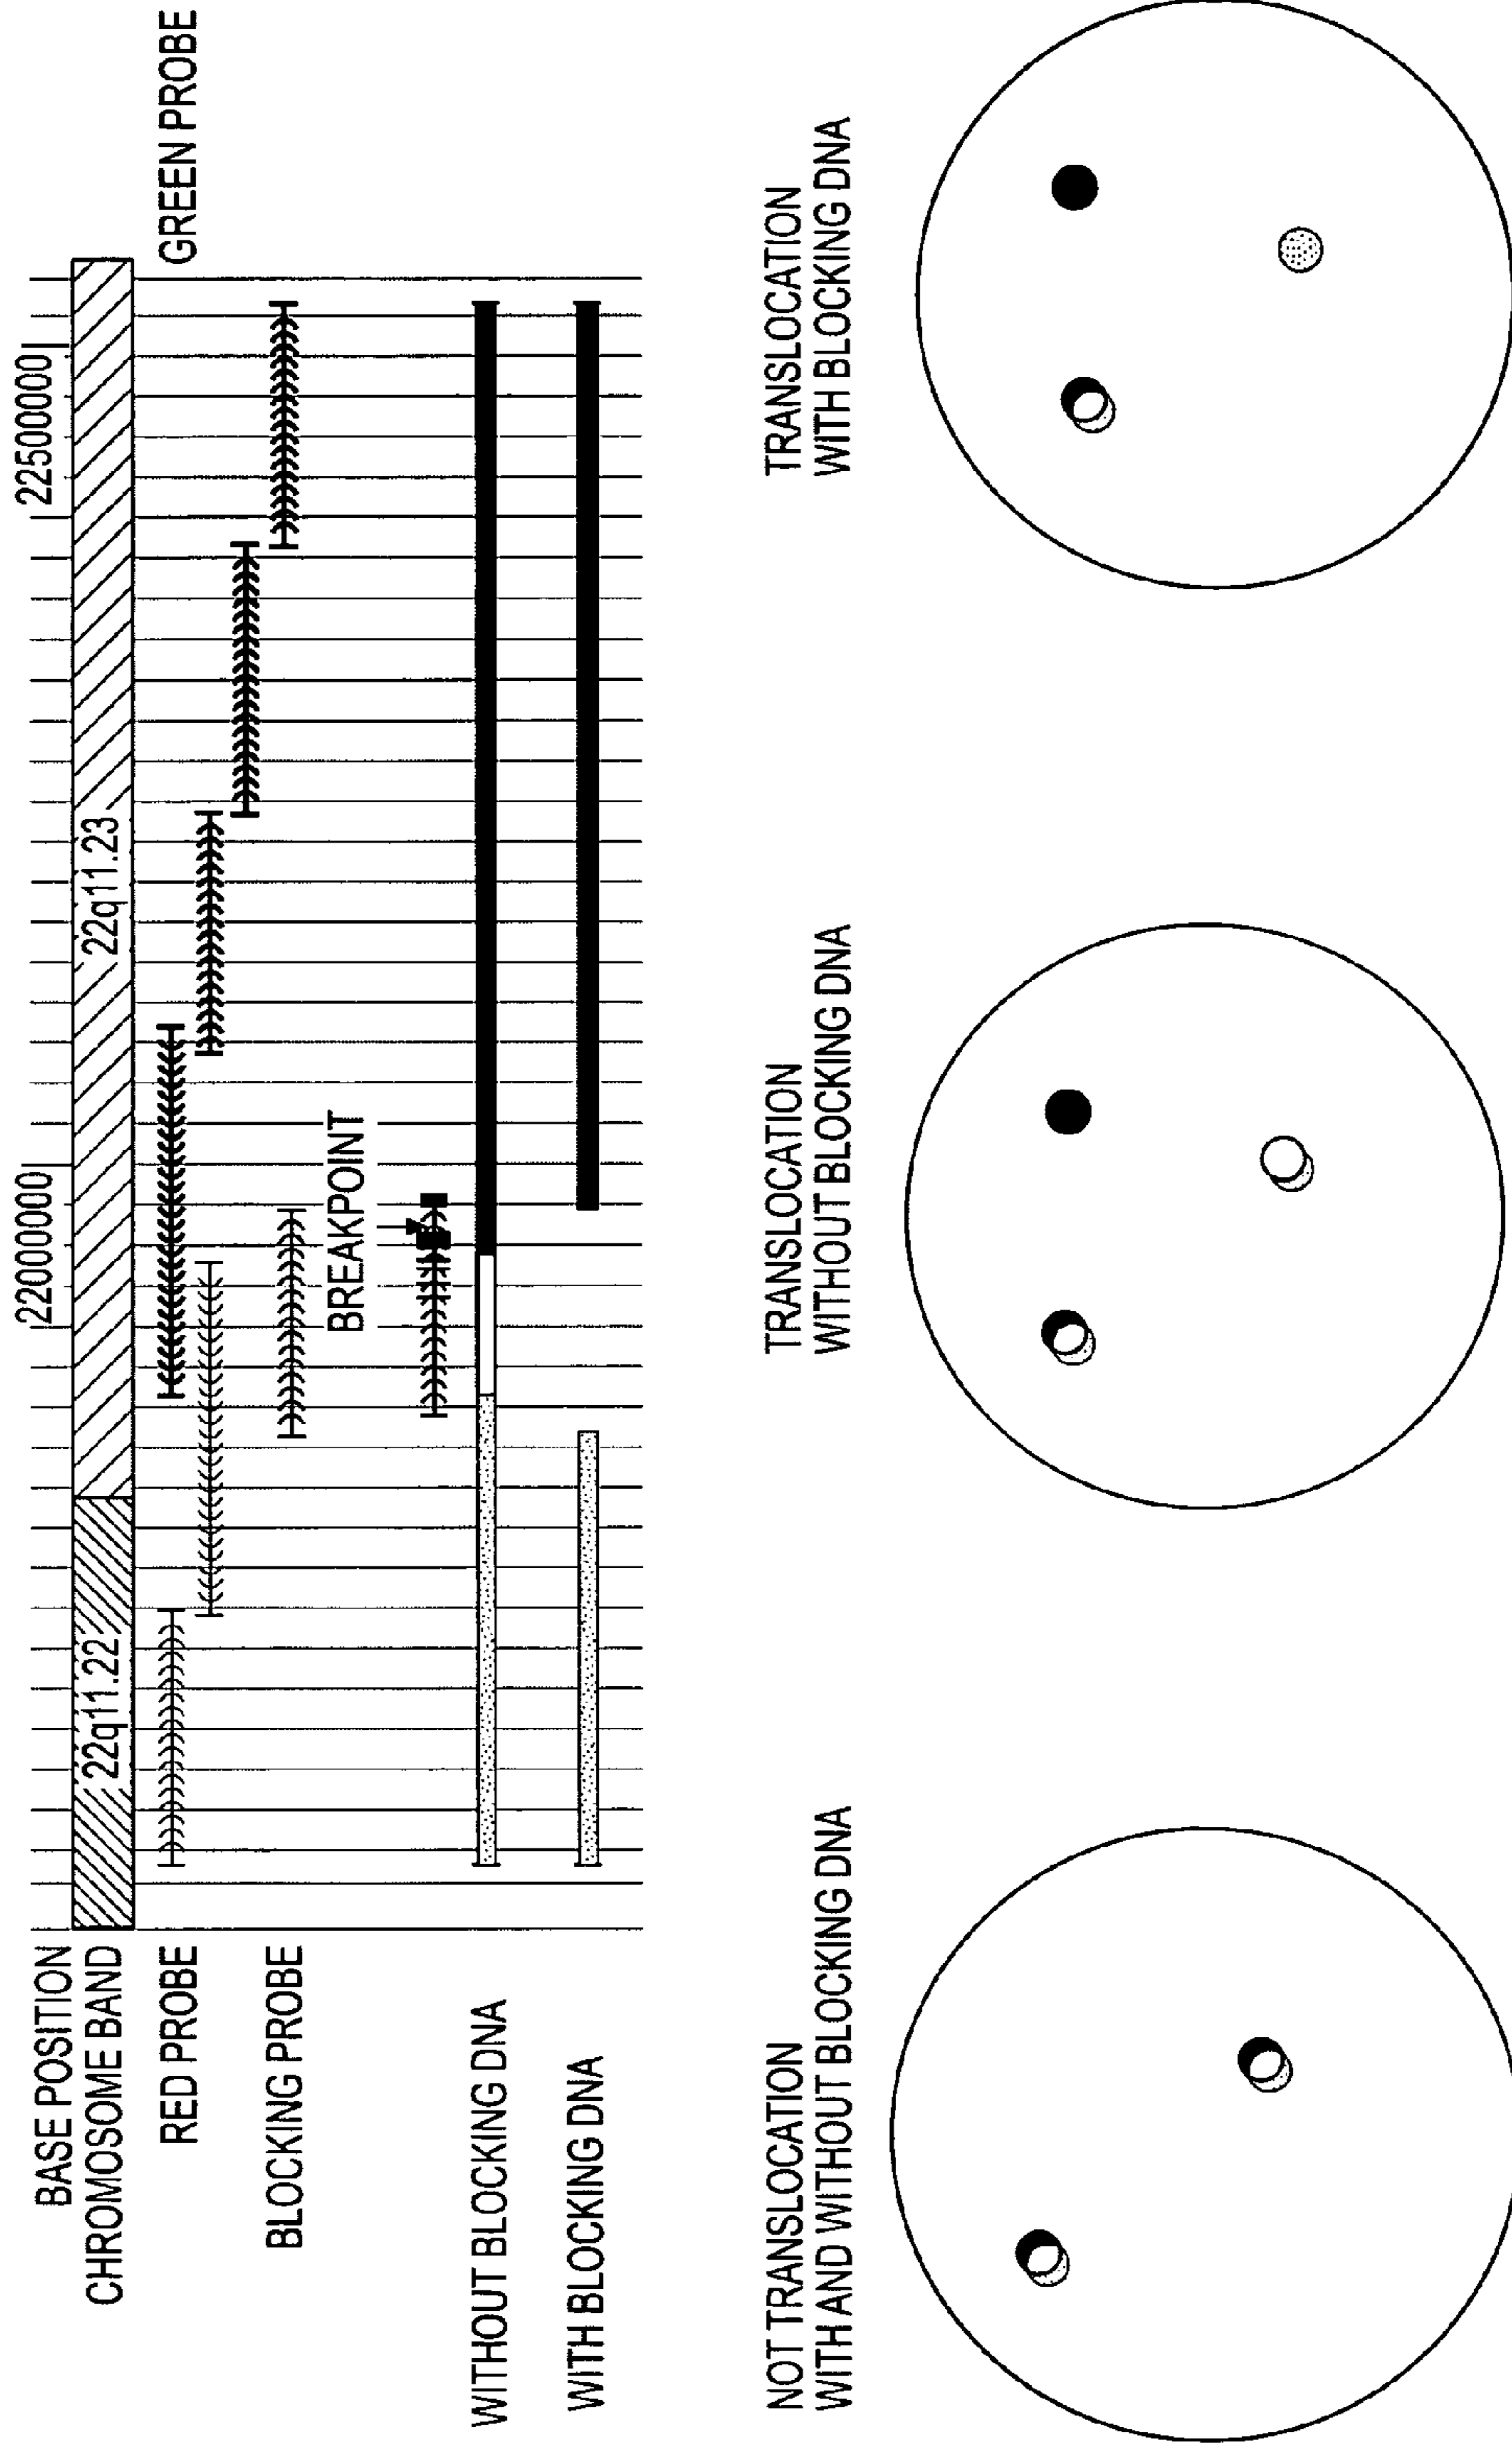 BASE POSITION
22000000
22500000
CHROMOSOME BAND
22q11.22
22q11.23
RED PROBE
GREEN PROBE
BLOCKING PROBE
BREAKPOINT
WITHOUT BLOCKING DNA
WITH BLOCKING DNA
NOT TRANSLOCATION
WITH AND WITHOUT BLOCKING DNA
TRANSLOCATION
WITHOUT BLOCKING DNA
TRANSLOCATION
WITH BLOCKING DNA